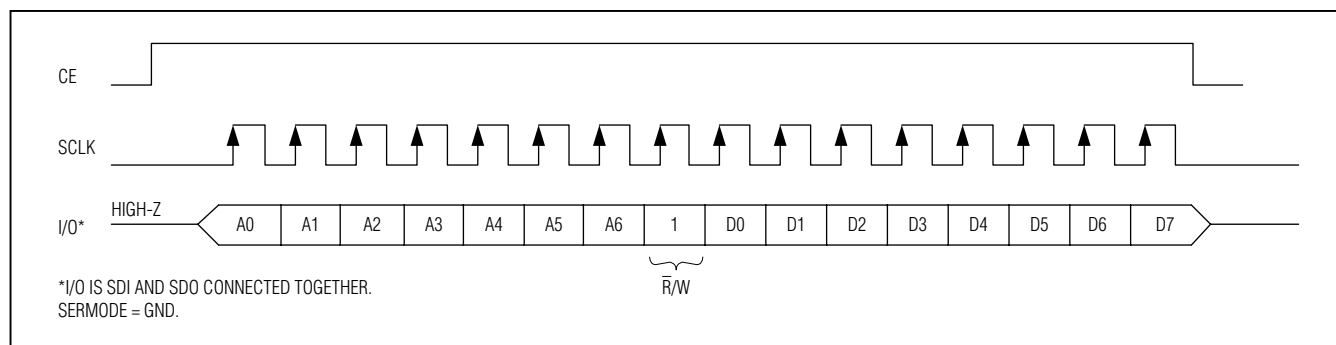 CE
SCLK
I/O* HIGH-Z A0 A1 A2 A3 A4 A5 A6 1 D0 D1 D2 D3 D4 D5 D6 D7
R̅/W
*I/O IS SDI AND SDO CONNECTED TOGETHER.
SERMODE = GND.